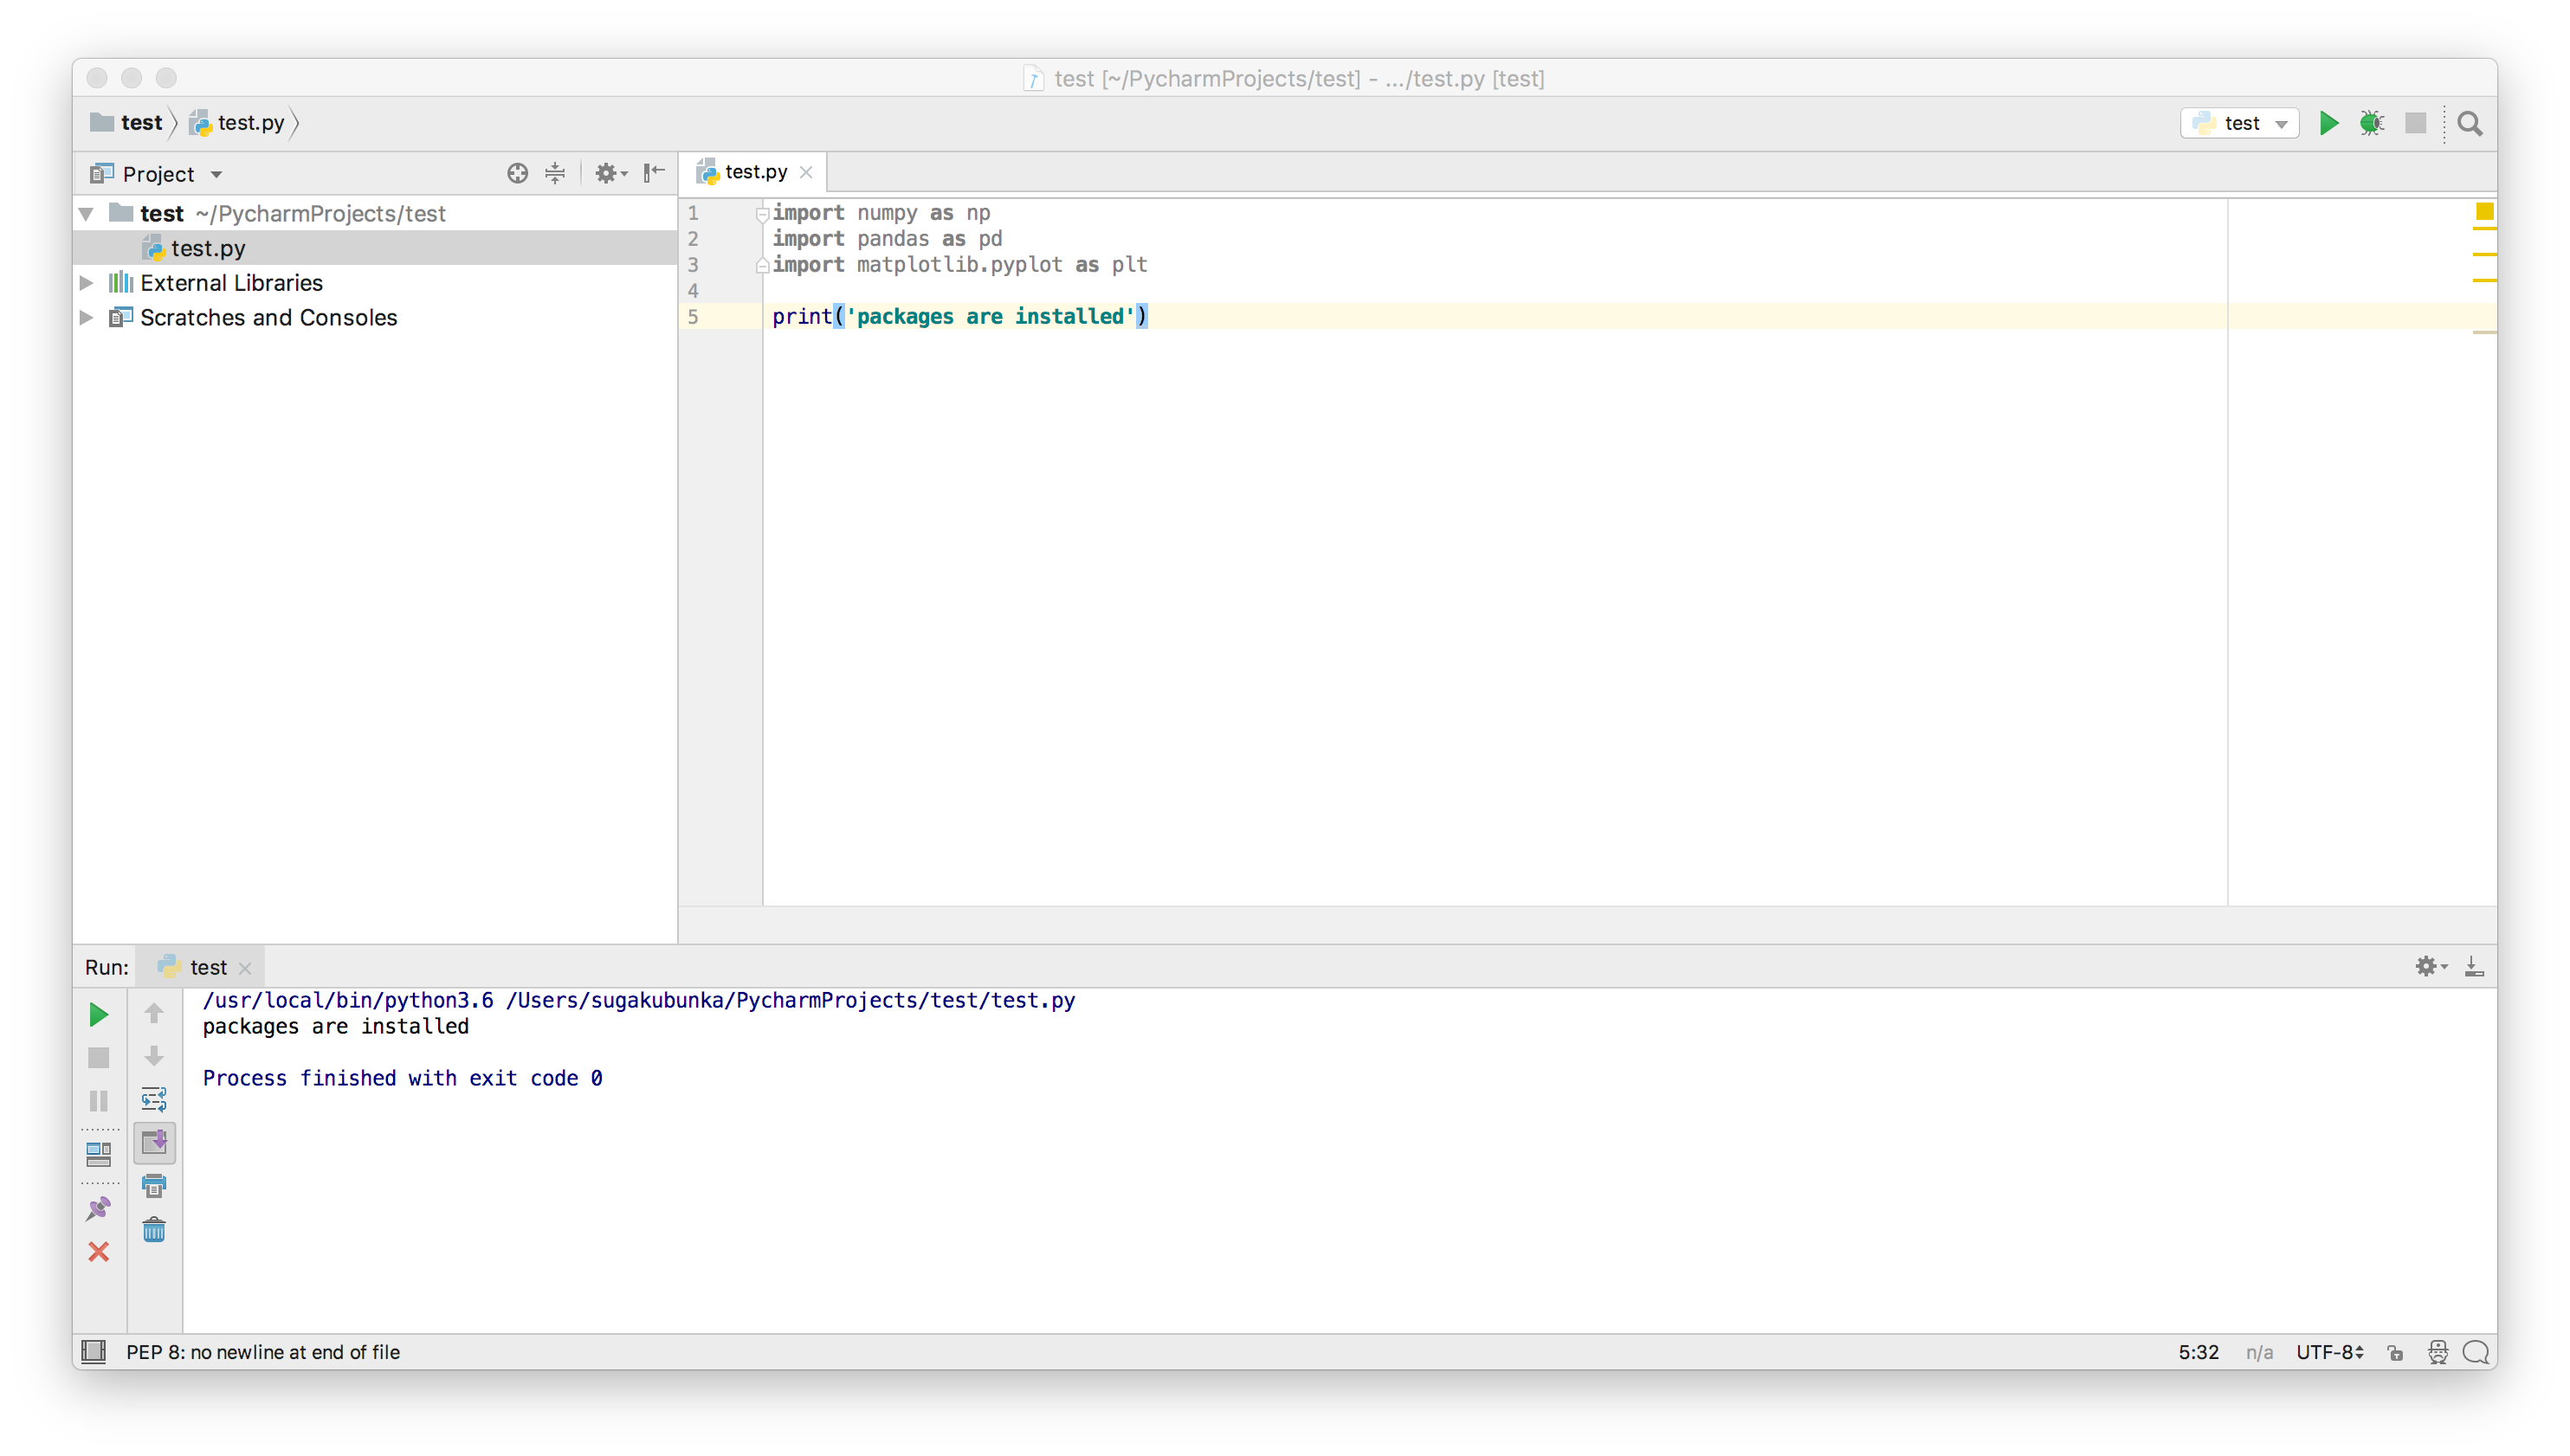 test [~/PycharmProjects/test] - .../test.py [test]
test test.py
test
Project
test.py
test ~/PycharmProjects/test
test.py
External Libraries
Scratches and Consoles
1 import numpy as np
2 import pandas as pd
3 import matplotlib.pyplot as plt
4
5 print('packages are installed')
Run: test
/usr/local/bin/python3.6 /Users/sugakubunka/PycharmProjects/test/test.py
packages are installed
Process finished with exit code 0
PEP 8: no newline at end of file
5:32 n/a UTF-8